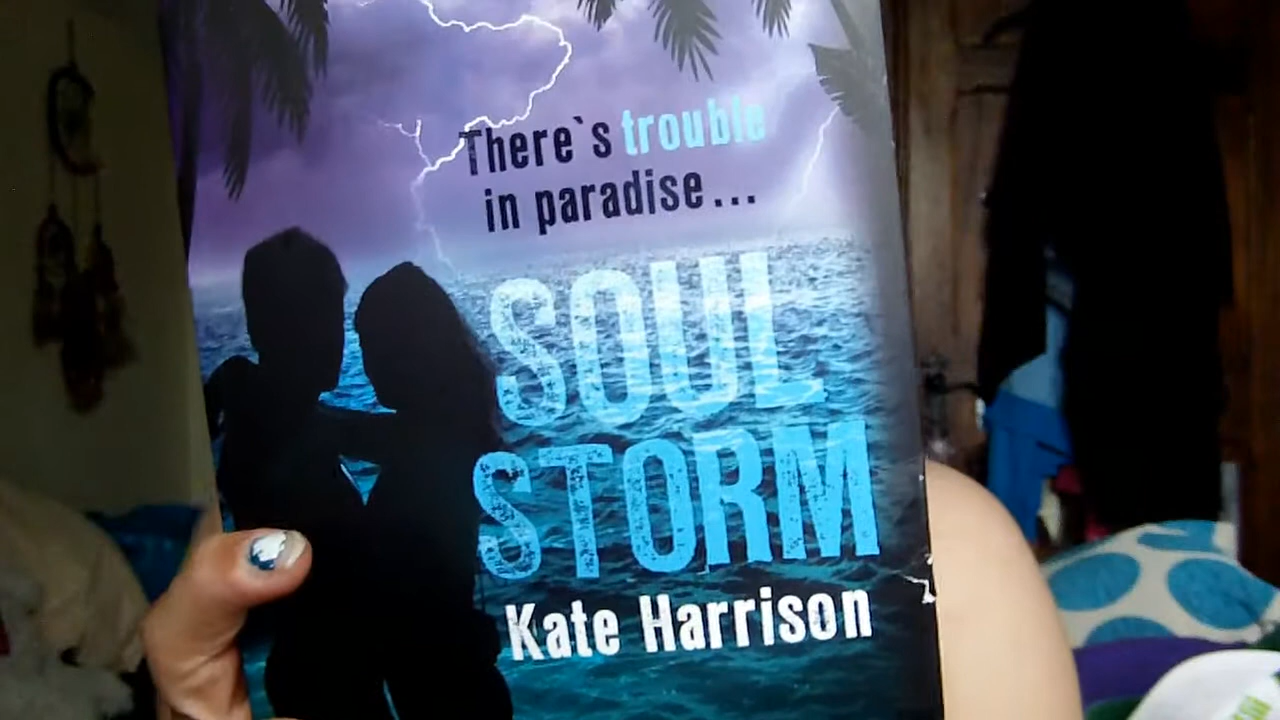 There`s trouble
in paradise...
SOUL
STORM
Kate Harrison